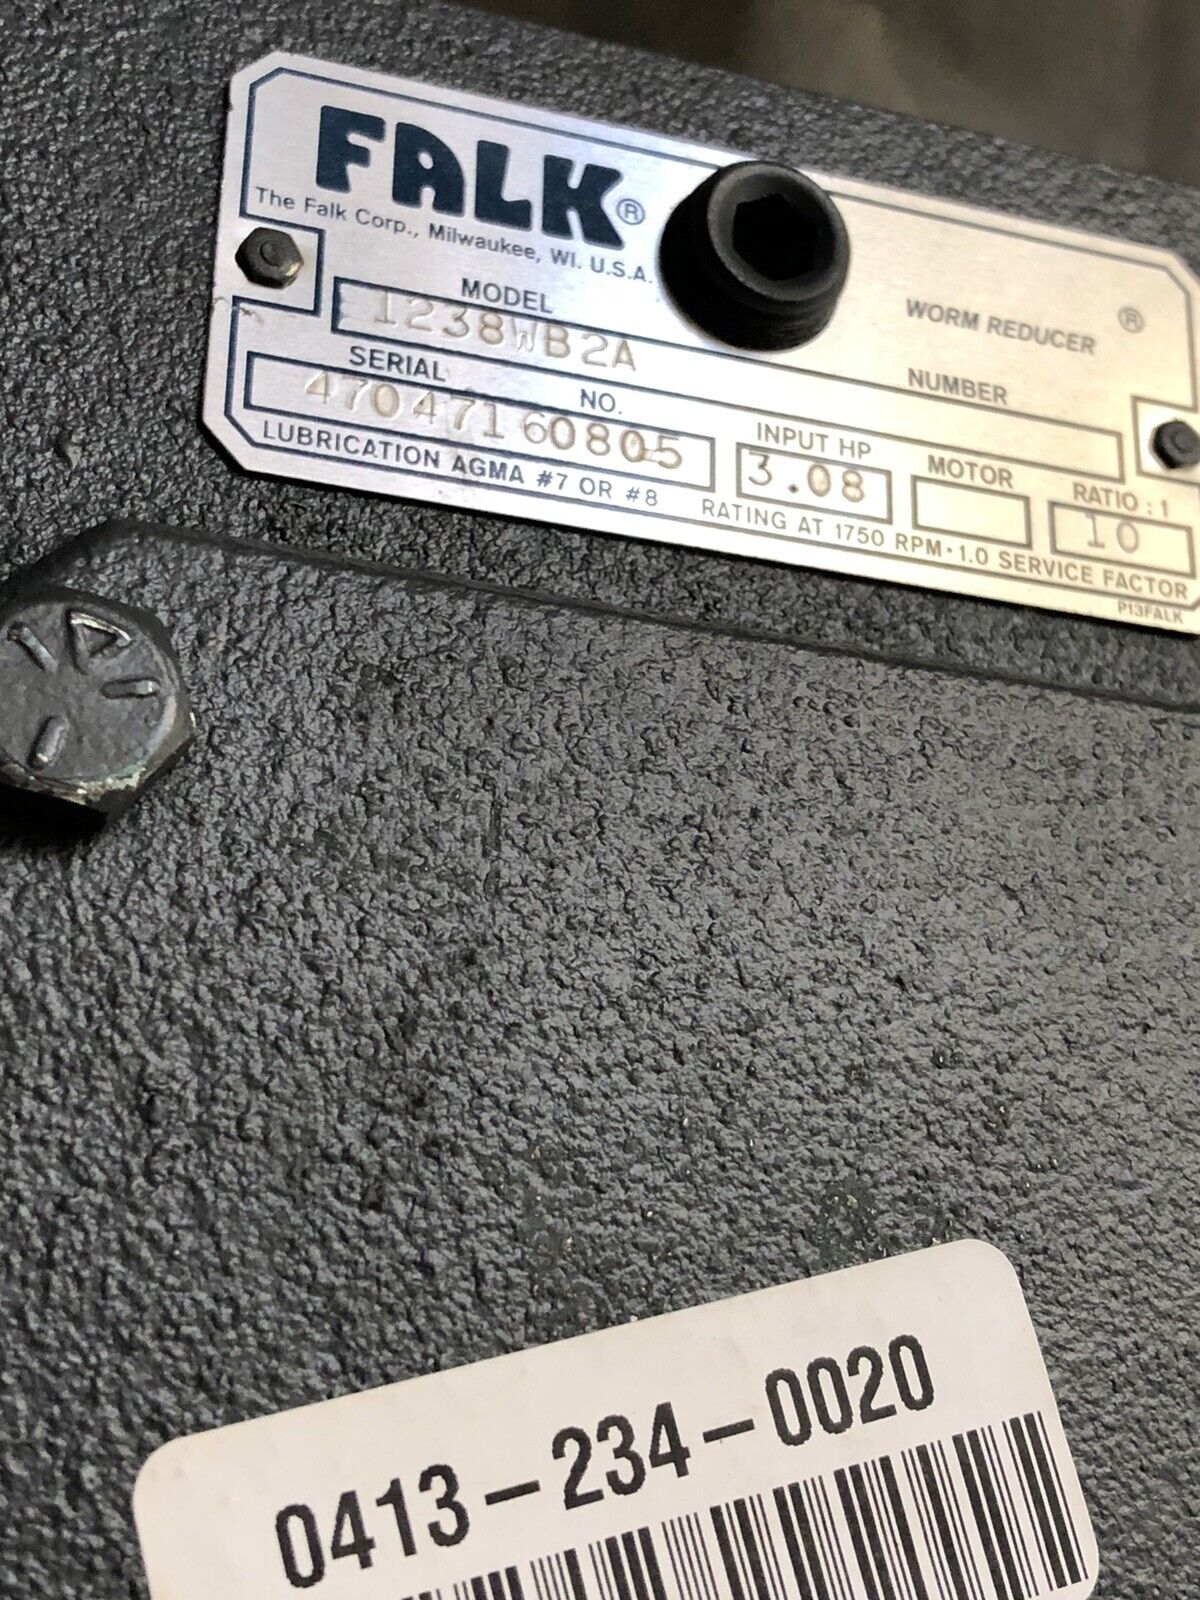 FALK®
The Falk Corp., Milwaukee, WI. U.S.A.
WORM REDUCER ®
MODEL NUMBER
1238WB2A
SERIAL NO. INPUT HP MOTOR RATIO : 1
470471 60805 3.08 10
LUBRICATION AGMA #7 OR #8 RATING AT 1750 RPM • 1.0 SERVICE FACTOR
P13FALK
0413-234-0020